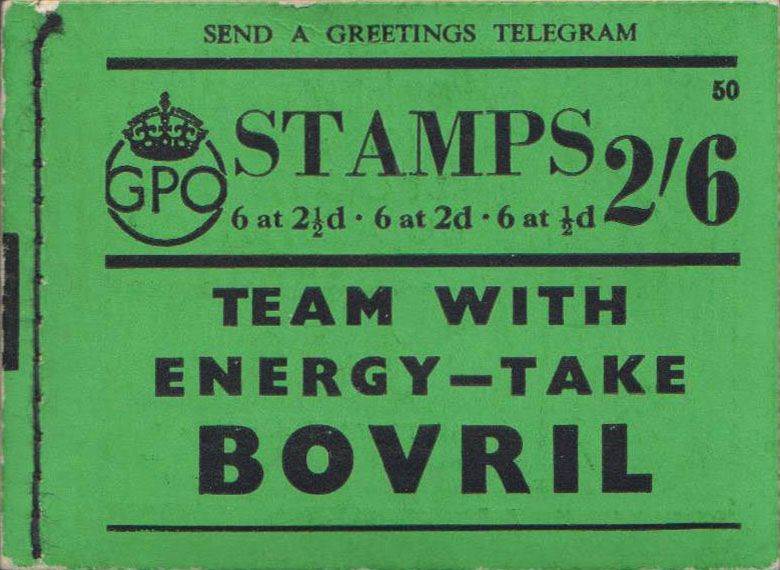 SEND A GREETINGS TELEGRAM
50
GPO
STAMPS 2/6
6 at 2½d · 6 at 2d · 6 at ½d
TEAM WITH
ENERGY—TAKE
BOVRIL